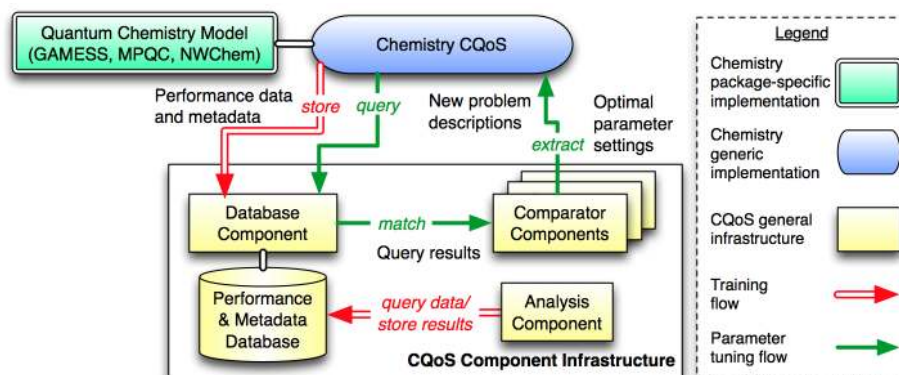 Quantum Chemistry Model
(GAMESS, MPQC, NWChem)
Chemistry CQoS
Performance data
and metadata
store
query
New problem
descriptions
Optimal
parameter
settings
extract
Database
Component
match
Query results
Comparator
Components
Performance
& Metadata
Database
query data/
store results
Analysis
Component
CQoS Component Infrastructure
Legend
Chemistry
package-specific
implementation
Chemistry
generic
implementation
CQoS general
infrastructure
Training
flow
Parameter
tuning flow